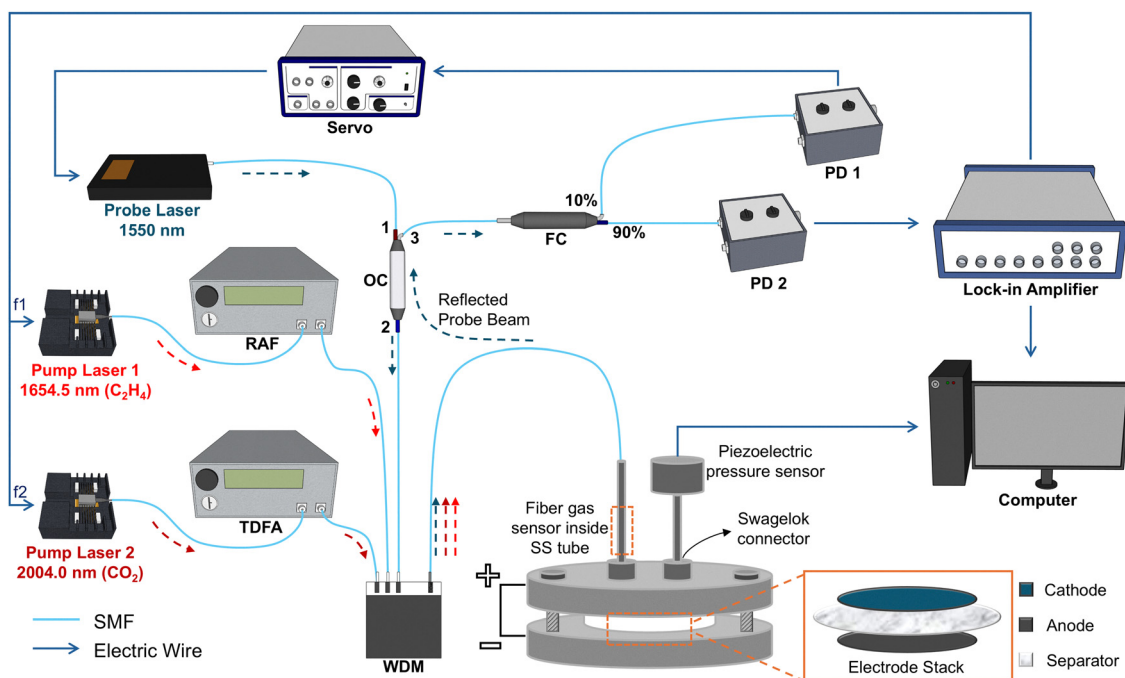 Servo
PD 1
Probe Laser
1550 nm
10%
1
3
FC
90%
PD 2
OC
Lock-in Amplifier
Reflected
Probe Beam
2
f1
RAF
Pump Laser 1
1654.5 nm (C₂H₄)
Piezoelectric
pressure sensor
f2
TDFA
Fiber gas
sensor inside
SS tube
Swagelok
connector
Computer
Pump Laser 2
2004.0 nm (CO₂)
+
−
SMF
Electric Wire
WDM
Electrode Stack
Cathode
Anode
Separator